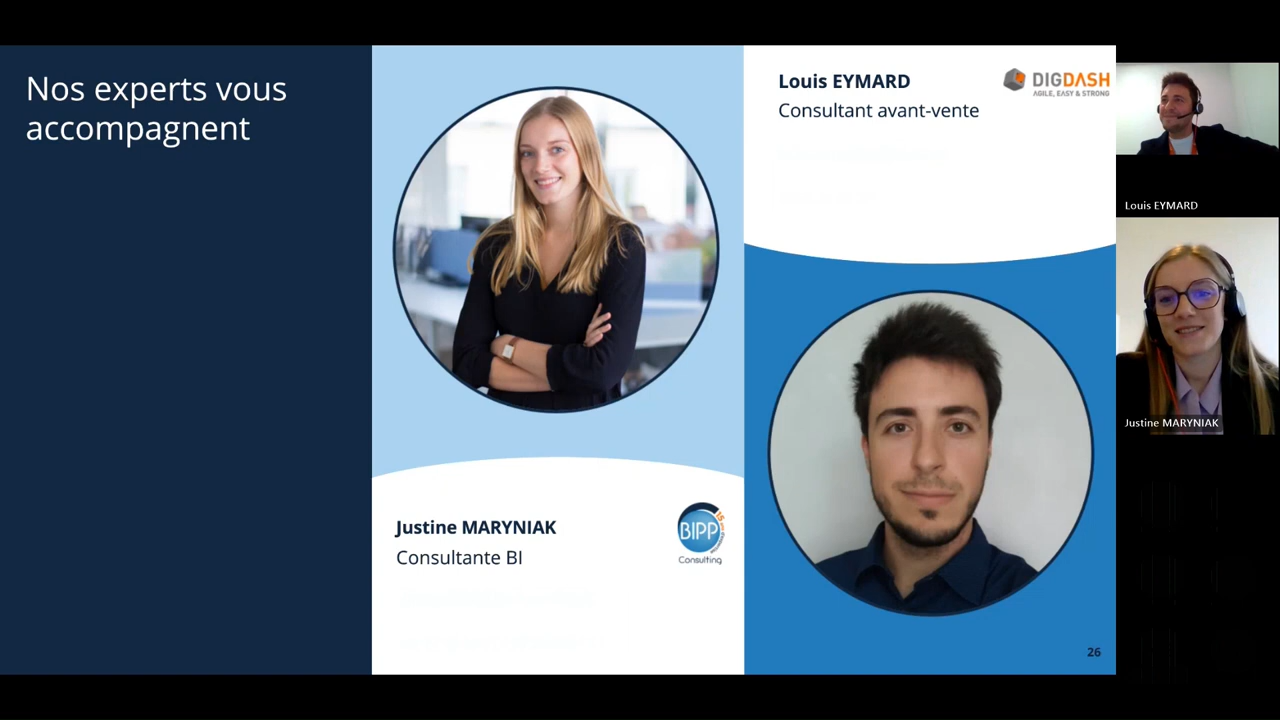 Nos experts vous
accompagnent
Justine MARYNIAK
Consultante BI
BIPP
Consulting
Louis EYMARD
Consultant avant-vente
DIGDASH
AGILE, EASY & STRONG
26
Louis EYMARD
Justine MARYNIAK